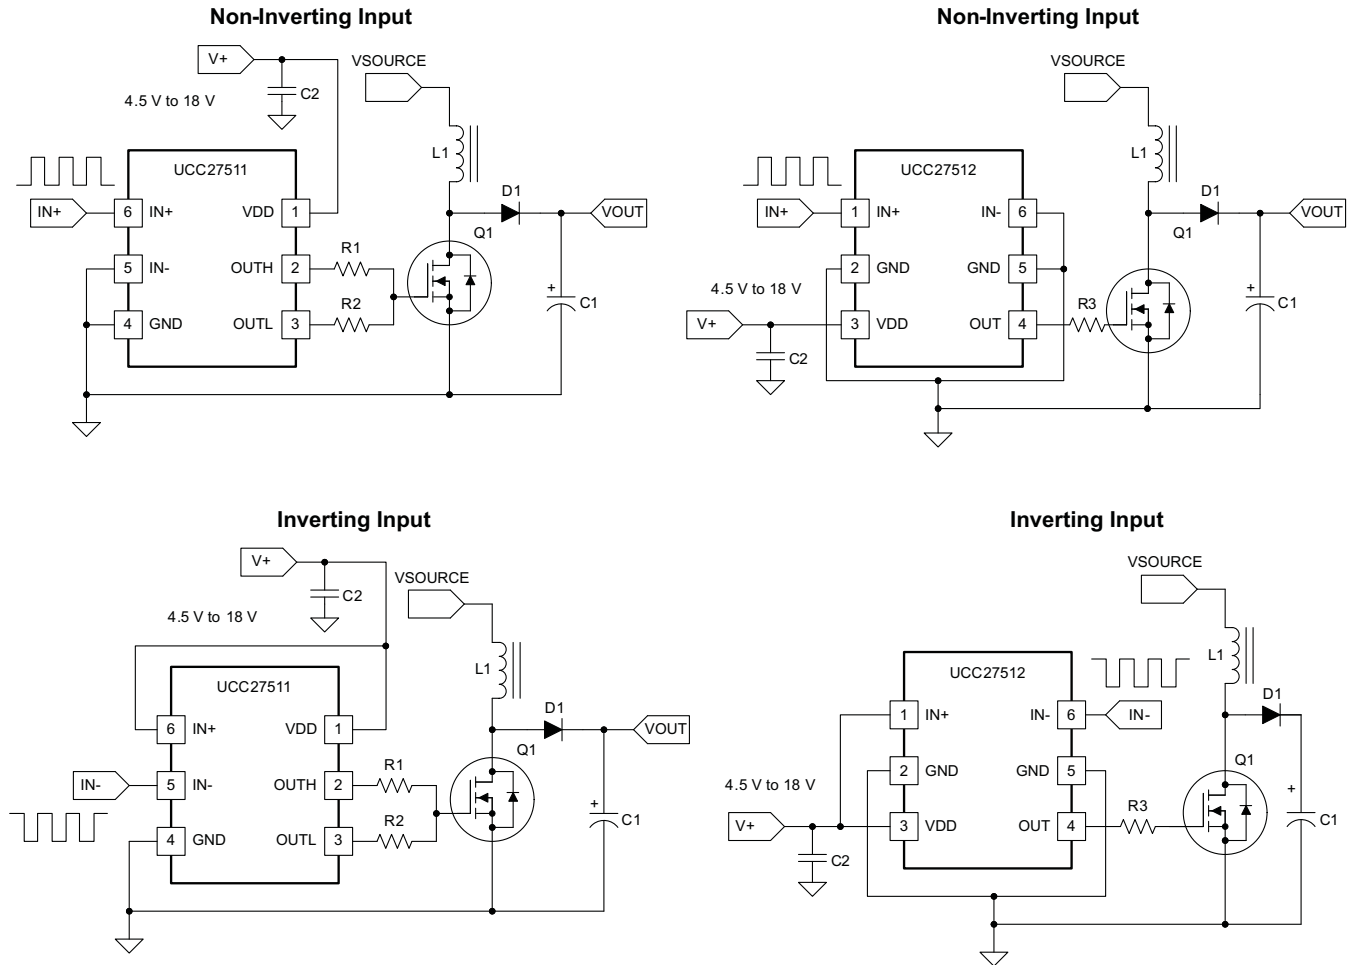 Non-Inverting Input
V+
C2
4.5 V to 18 V
VSOURCE
L1
UCC27511
IN+
6 IN+
VDD 1
D1
VOUT
Q1
5 IN-
OUTH 2
R1
4 GND
OUTL 3
R2
+
C1
Non-Inverting Input
VSOURCE
L1
UCC27512
IN+
1 IN+
IN- 6
D1
VOUT
Q1
2 GND
GND 5
4.5 V to 18 V
V+
3 VDD
OUT 4
R3
C2
+
C1
Inverting Input
V+
C2
4.5 V to 18 V
VSOURCE
L1
UCC27511
6 IN+
VDD 1
D1
VOUT
Q1
IN-
5 IN-
OUTH 2
R1
4 GND
OUTL 3
R2
+
C1
Inverting Input
VSOURCE
L1
UCC27512
1 IN+
IN- 6
IN-
D1
Q1
2 GND
GND 5
4.5 V to 18 V
V+
3 VDD
OUT 4
R3
C2
+
C1